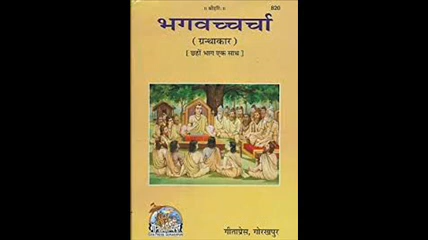 ॥ श्रीहरिः ॥
820
भगवच्चर्चा
( ग्रन्थाकार )
[ छहों भाग एक साथ ]
गीताप्रेस, गोरखपुर